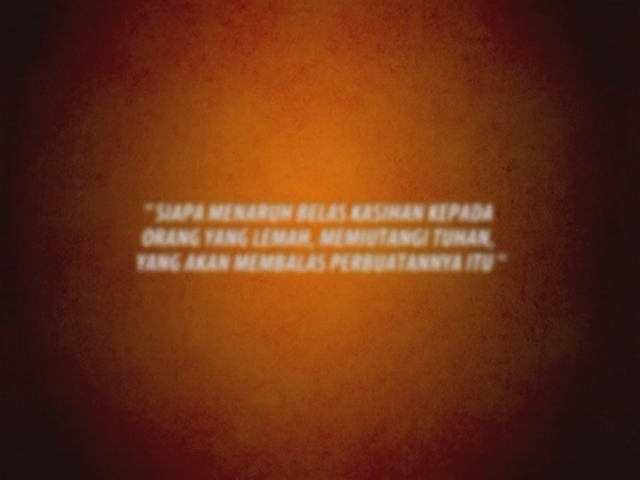 "SIAPA MENARUH BELAS KASIHAN KEPADA
ORANG YANG LEMAH, MEMIUTANGI TUHAN,
YANG AKAN MEMBALAS PERBUATANNYA ITU"